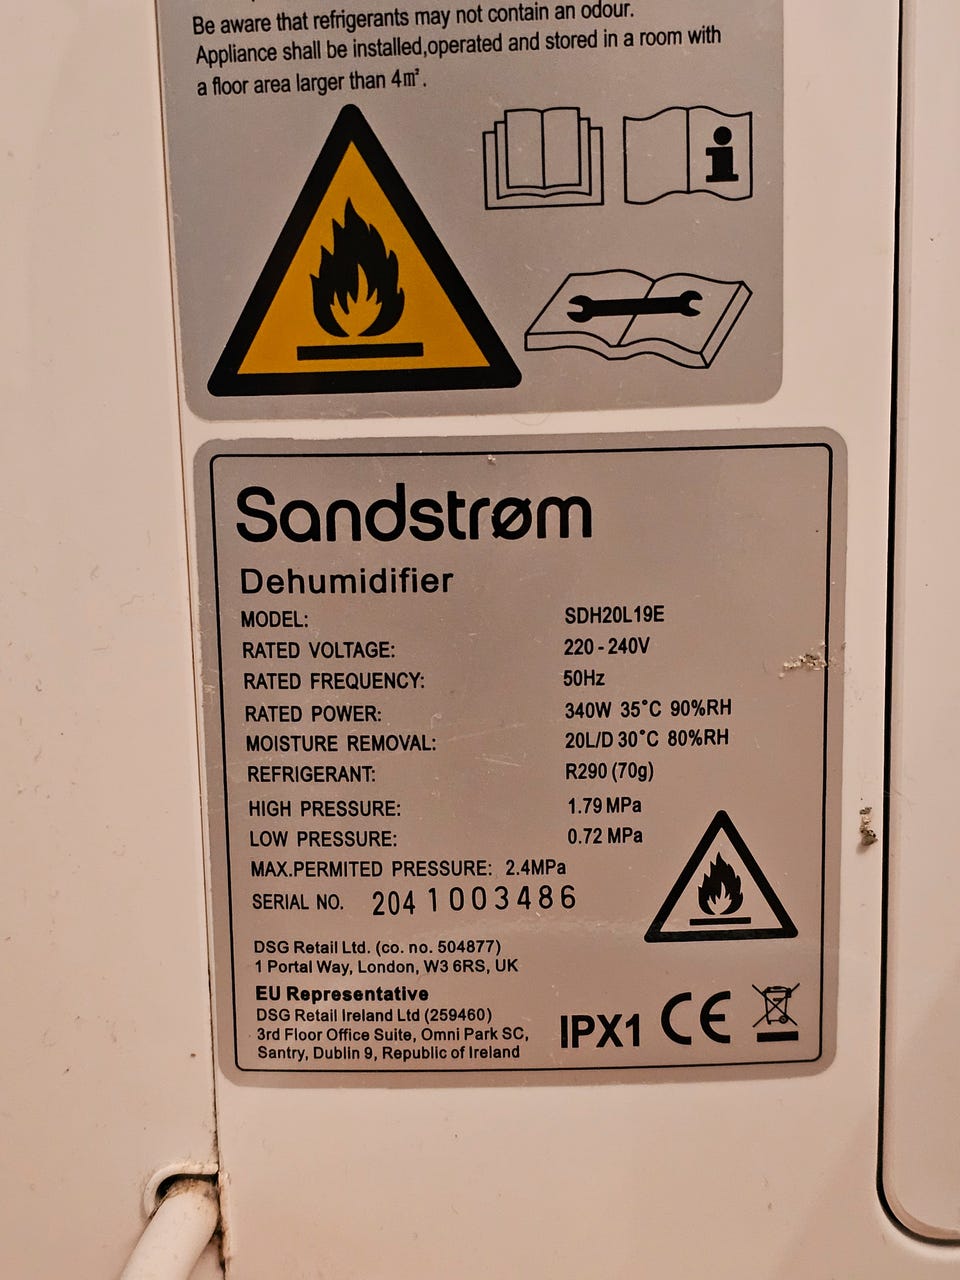 Be aware that refrigerants may not contain an odour.
Appliance shall be installed,operated and stored in a room with
a floor area larger than 4㎡.
Sandstrøm
Dehumidifier
MODEL: SDH20L19E
RATED VOLTAGE: 220-240V
RATED FREQUENCY: 50Hz
RATED POWER: 340W 35°C 90%RH
MOISTURE REMOVAL: 20L/D 30°C 80%RH
REFRIGERANT: R290 (70g)
HIGH PRESSURE: 1.79 MPa
LOW PRESSURE: 0.72 MPa
MAX.PERMITED PRESSURE: 2.4MPa
SERIAL NO. 2041003486
DSG Retail Ltd. (co. no. 504877)
1 Portal Way, London, W3 6RS, UK
EU Representative
DSG Retail Ireland Ltd (259460)
3rd Floor Office Suite, Omni Park SC,
Santry, Dublin 9, Republic of Ireland
IPX1 CE